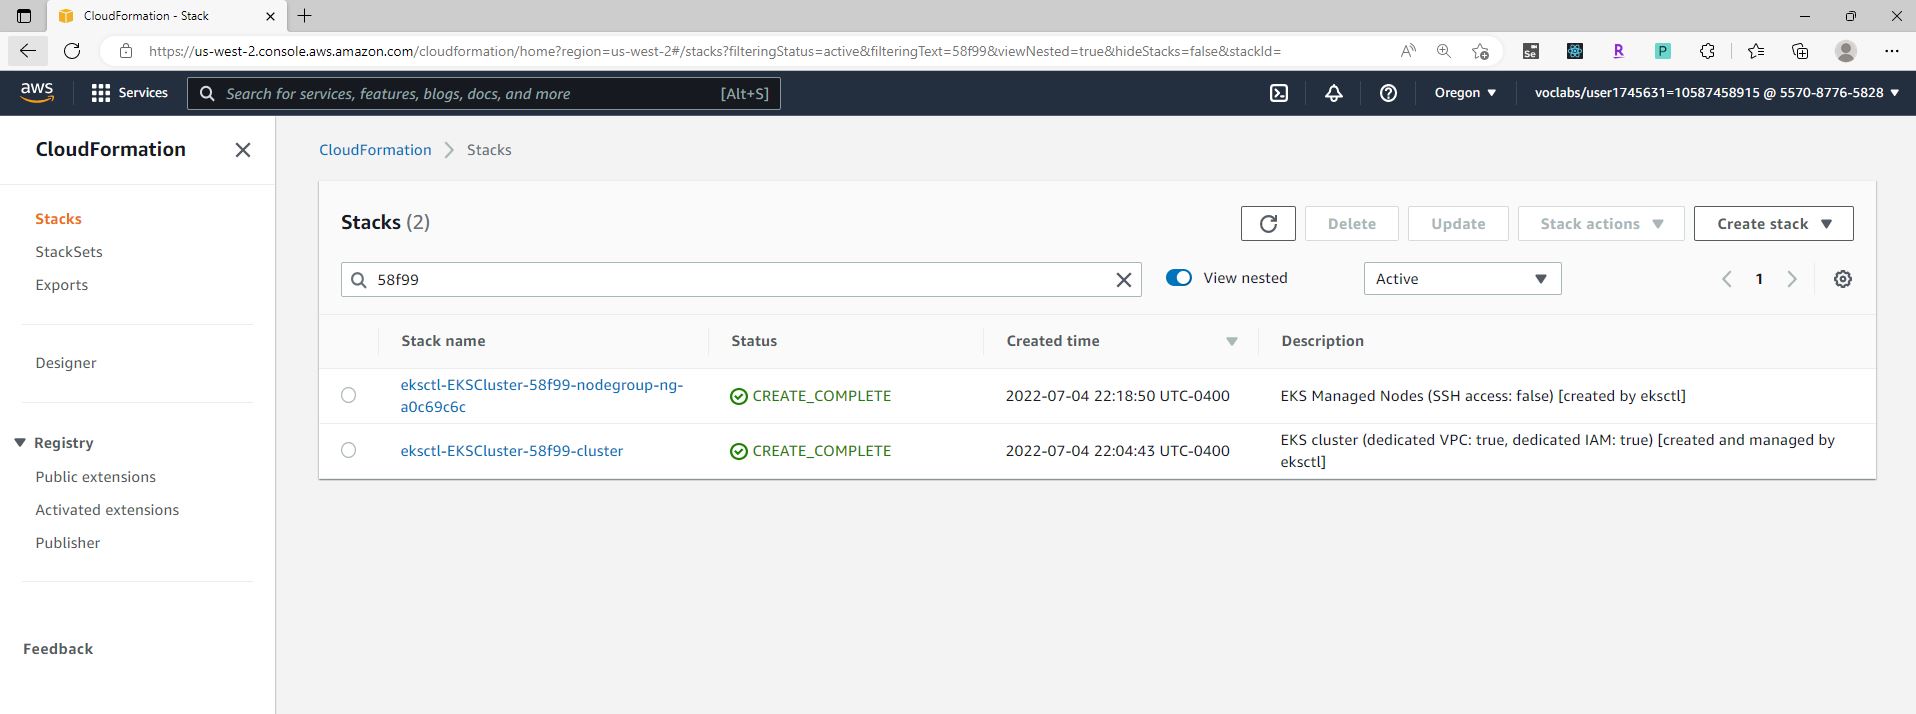 CloudFormation - Stack
https://us-west-2.console.aws.amazon.com/cloudformation/home?region=us-west-2#/stacks?filteringStatus=active&filteringText=58f99&viewNested=true&hideStacks=false&stackId=
aws
Services
Search for services, features, blogs, docs, and more
[Alt+S]
Oregon
voclabs/user1745631=10587458915 @ 5570-8776-5828
CloudFormation
Stacks
StackSets
Exports
Designer
Registry
Public extensions
Activated extensions
Publisher
Feedback
CloudFormation
Stacks
Stacks (2)
Delete
Update
Stack actions
Create stack
58f99
View nested
Active
1
Stack name
Status
Created time
Description
eksctl-EKSCluster-58f99-nodegroup-ng-
a0c69c6c
CREATE_COMPLETE
2022-07-04 22:18:50 UTC-0400
EKS Managed Nodes (SSH access: false) [created by eksctl]
eksctl-EKSCluster-58f99-cluster
CREATE_COMPLETE
2022-07-04 22:04:43 UTC-0400
EKS cluster (dedicated VPC: true, dedicated IAM: true) [created and managed by
eksctl]